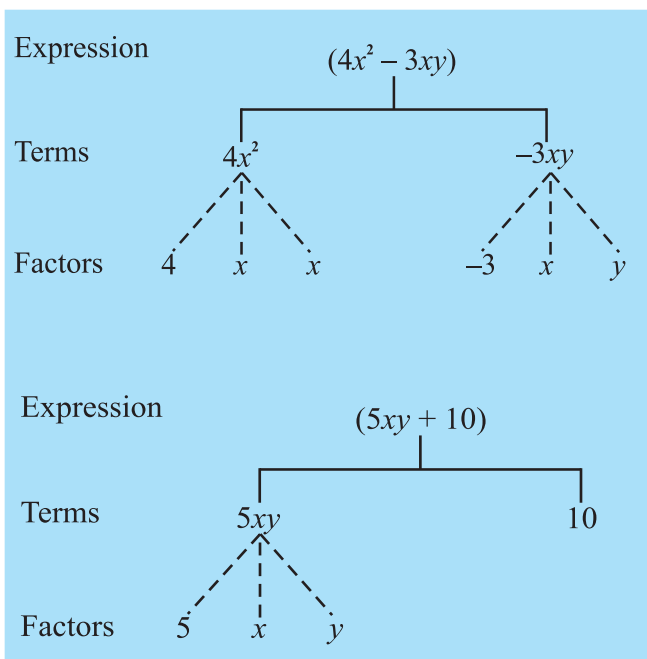 Expression (4x² – 3xy)
Terms 4x² –3xy
Factors 4 x x –3 x y
Expression (5xy + 10)
Terms 5xy 10
Factors 5 x y